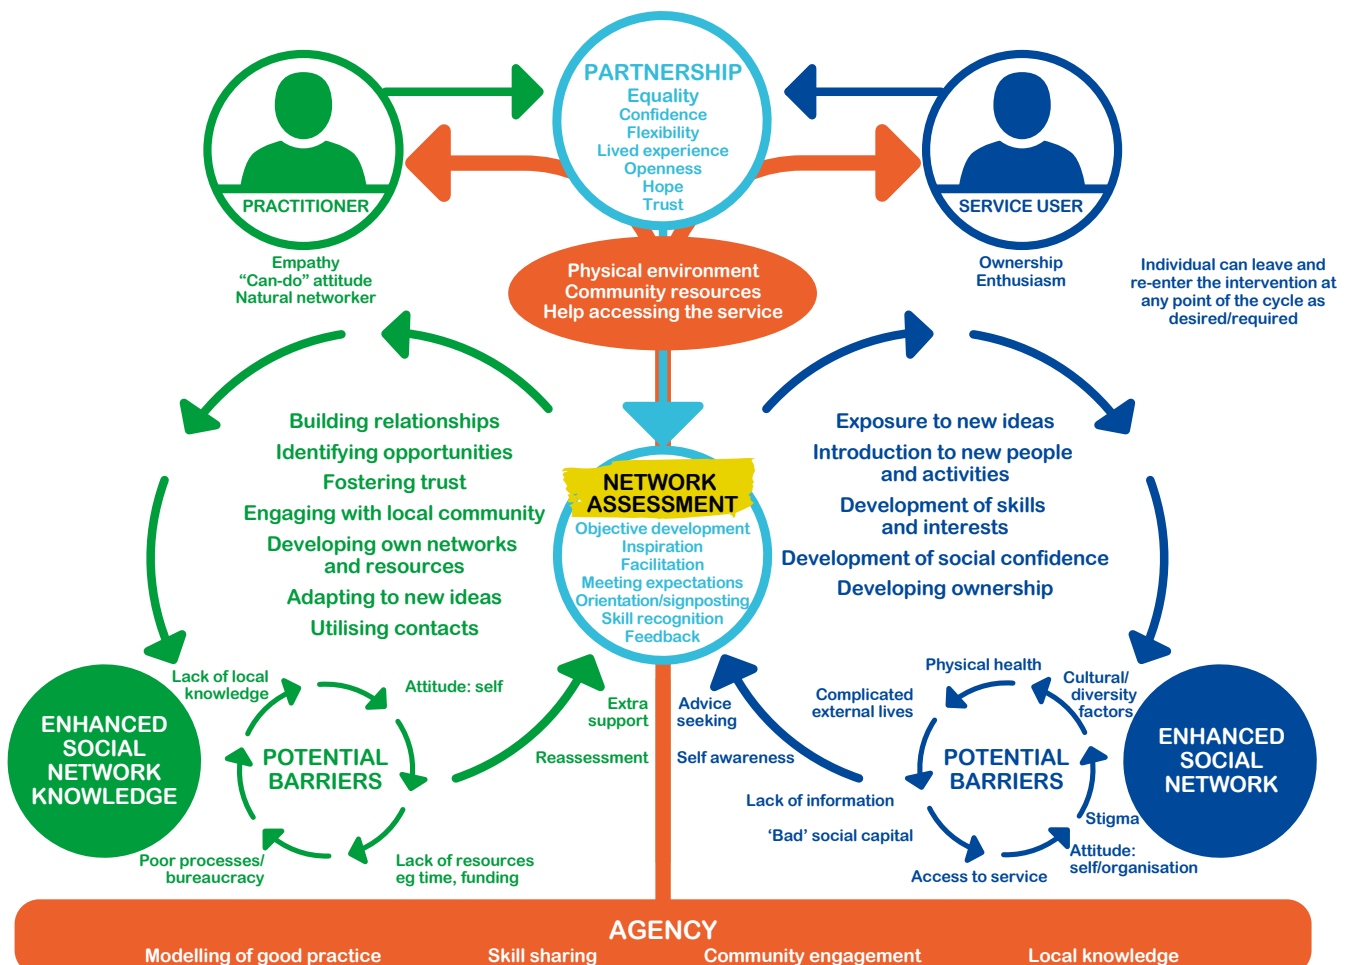 PARTNERSHIP
Equality
Confidence
Flexibility
Lived experience
Openness
Hope
Trust
PRACTITIONER
SERVICE USER
Empathy
“Can-do” attitude
Natural networker
Physical environment
Community resources
Help accessing the service
Ownership
Enthusiasm
Individual can leave and
re-enter the intervention at
any point of the cycle as
desired/required
Building relationships
Identifying opportunities
Fostering trust
Engaging with local community
Developing own networks
and resources
Adapting to new ideas
Utilising contacts
NETWORK
ASSESSMENT
Objective development
Inspiration
Facilitation
Meeting expectations
Orientation/signposting
Skill recognition
Feedback
Exposure to new ideas
Introduction to new people
and activities
Development of skills
and interests
Development of social confidence
Developing ownership
ENHANCED
SOCIAL
NETWORK
KNOWLEDGE
Lack of local
knowledge
Attitude: self
POTENTIAL
BARRIERS
Poor processes/
bureaucracy
Lack of resources
eg time, funding
Extra
support
Reassessment
Advice
seeking
Self awareness
Physical health
Complicated
external lives
Cultural/
diversity
factors
POTENTIAL
BARRIERS
Lack of information
‘Bad’ social capital
Access to service
Stigma
Attitude:
self/organisation
ENHANCED
SOCIAL
NETWORK
AGENCY
Modelling of good practice
Skill sharing
Community engagement
Local knowledge